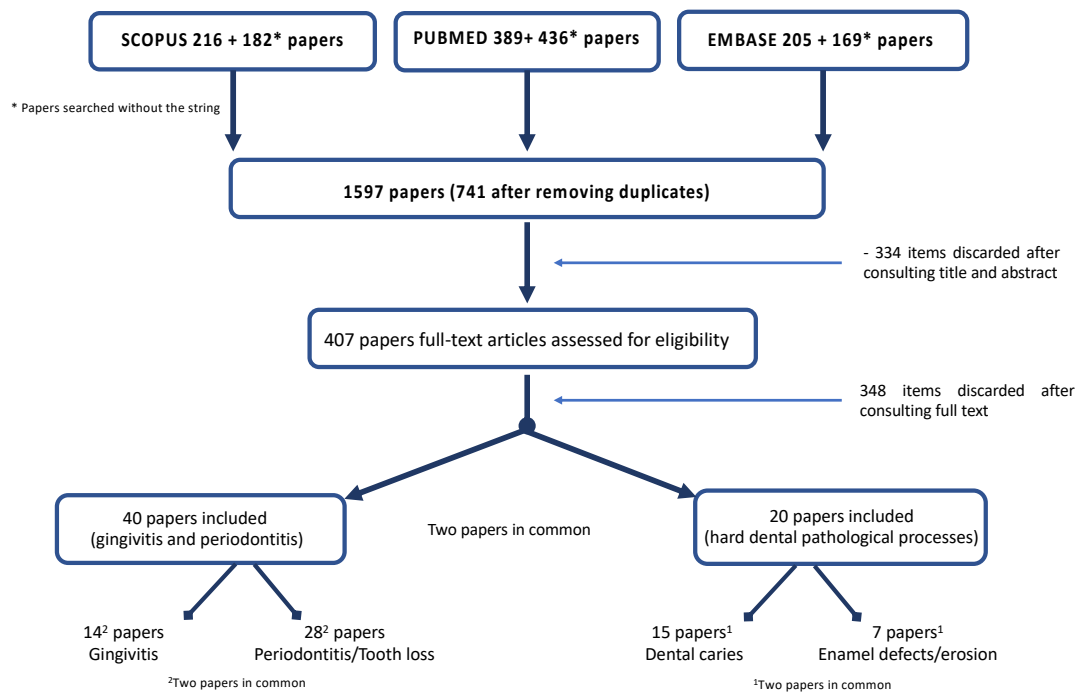 SCOPUS 216 + 182* papers
PUBMED 389+ 436* papers
EMBASE 205 + 169* papers
* Papers searched without the string
1597 papers (741 after removing duplicates)
- 334 items discarded after
consulting title and abstract
407 papers full-text articles assessed for eligibility
348 items discarded after
consulting full text
40 papers included
(gingivitis and periodontitis)
Two papers in common
20 papers included
(hard dental pathological processes)
14² papers
Gingivitis
28² papers
Periodontitis/Tooth loss
²Two papers in common
15 papers¹
Dental caries
7 papers¹
Enamel defects/erosion
¹Two papers in common